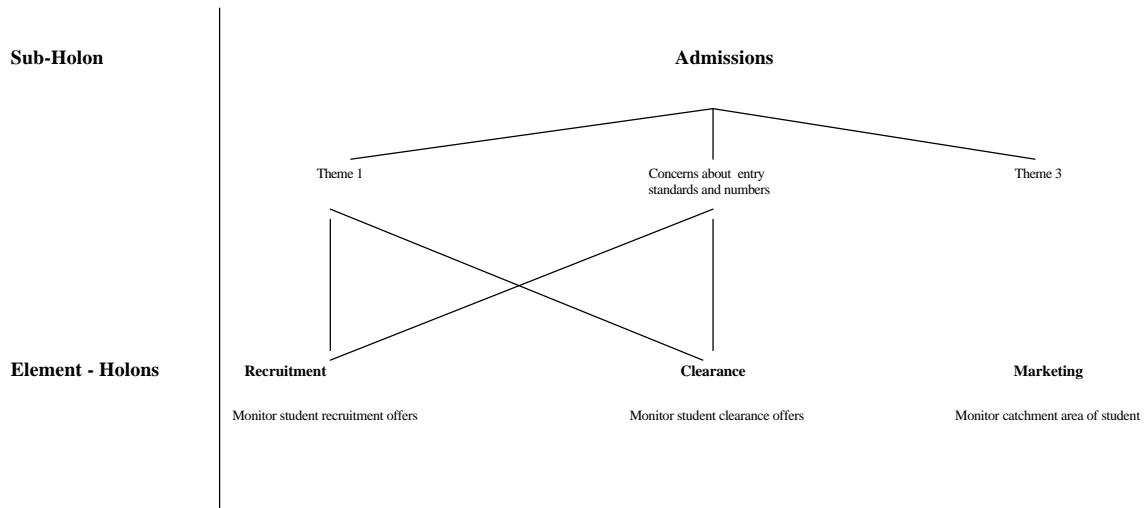 Sub-Holon
Admissions
Theme 1
Concerns about entry
standards and numbers
Theme 3
Element - Holons
Recruitment
Clearance
Marketing
Monitor student recruitment offers
Monitor student clearance offers
Monitor catchment area of student